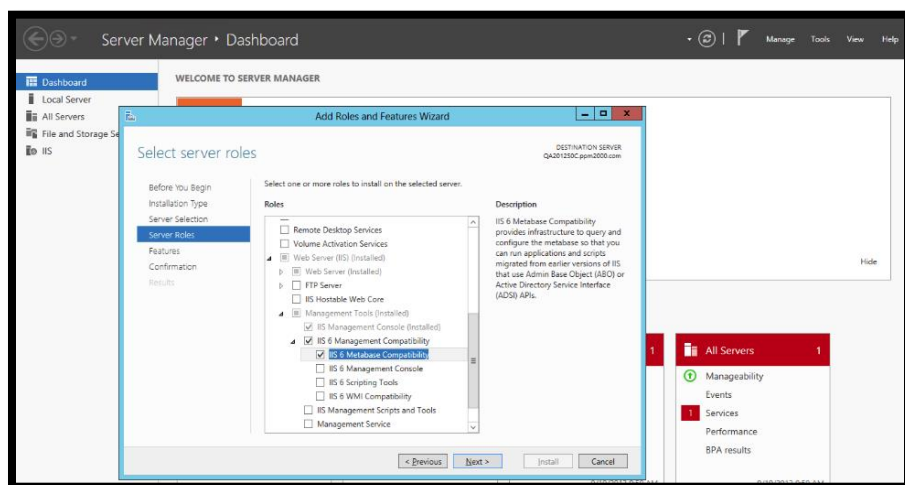 Server Manager • Dashboard
Manage Tools View Help
Dashboard
Local Server
All Servers
File and Storage Se
IIS
WELCOME TO SERVER MANAGER
Hide
Add Roles and Features Wizard
Select server roles
DESTINATION SERVER
QA201250C.ppm2000.com
Before You Begin
Installation Type
Server Selection
Server Roles
Features
Confirmation
Results
Select one or more roles to install on the selected server.
Roles
Remote Desktop Services
Volume Activation Services
Web Server (IIS) (Installed)
Web Server (Installed)
FTP Server
IIS Hostable Web Core
Management Tools (Installed)
IIS Management Console (Installed)
IIS 6 Management Compatibility
IIS 6 Metabase Compatibility
IIS 6 Management Console
IIS 6 Scripting Tools
IIS 6 WMI Compatibility
IIS Management Scripts and Tools
Management Service
Description
IIS 6 Metabase Compatibility
provides infrastructure to query and
configure the metabase so that you
can run applications and scripts
migrated from earlier versions of IIS
that use Admin Base Object (ABO) or
Active Directory Service Interface
(ADSI) APIs.
< Previous Next > Install Cancel
1
All Servers 1
Manageability
Events
1 Services
Performance
BPA results